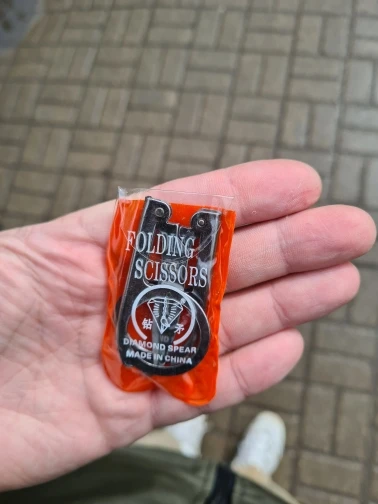 FOLDING
SCISSORS
钻 矛
DIAMOND SPEAR
MADE IN CHINA